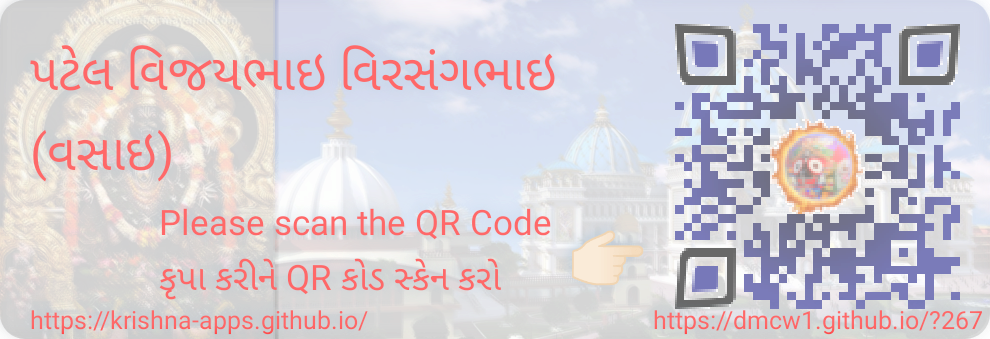 પટેલ વિજયભાઇ વિરસંગભાઇ
(વસાઇ)
Please scan the QR Code
કૃપા કરીને QR કોડ સ્કેન કરો
https://krishna-apps.github.io/
https://dmcw1.github.io/?267